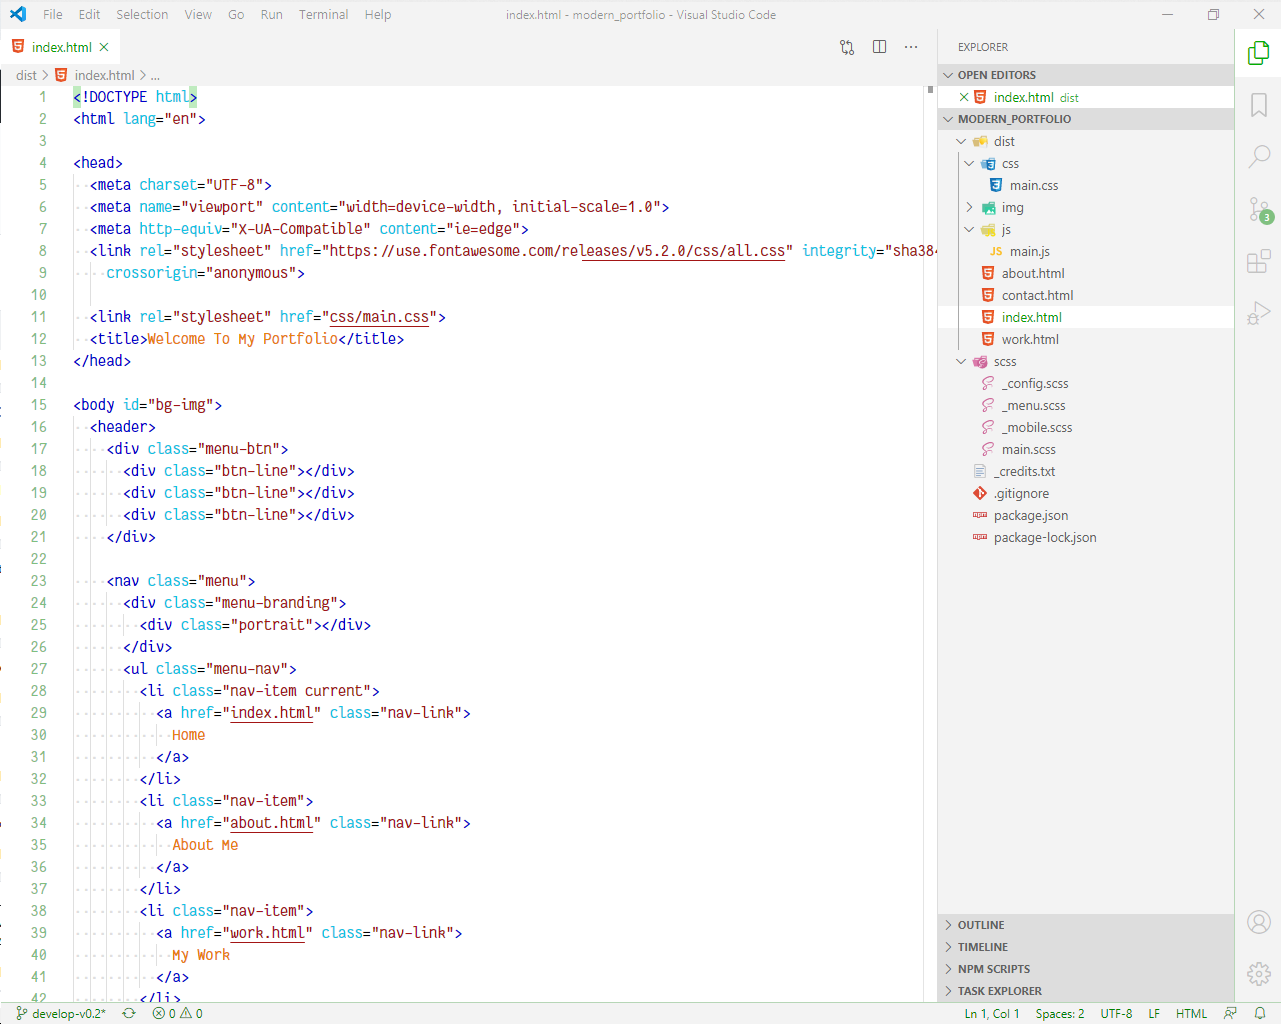 File Edit Selection View Go Run Terminal Help
index.html - modern_portfolio - Visual Studio Code
index.html
dist > index.html > ...
1 <!DOCTYPE html>
2 <html lang="en">
3
4 <head>
5 <meta charset="UTF-8">
6 <meta name="viewport" content="width=device-width, initial-scale=1.0">
7 <meta http-equiv="X-UA-Compatible" content="ie=edge">
8 <link rel="stylesheet" href="https://use.fontawesome.com/releases/v5.2.0/css/all.css" integrity="sha384
9 crossorigin="anonymous">
10
11 <link rel="stylesheet" href="css/main.css">
12 <title>Welcome To My Portfolio</title>
13 </head>
14
15 <body id="bg-img">
16 <header>
17 <div class="menu-btn">
18 <div class="btn-line"></div>
19 <div class="btn-line"></div>
20 <div class="btn-line"></div>
21 </div>
22
23 <nav class="menu">
24 <div class="menu-branding">
25 <div class="portrait"></div>
26 </div>
27 <ul class="menu-nav">
28 <li class="nav-item current">
29 <a href="index.html" class="nav-link">
30 Home
31 </a>
32 </li>
33 <li class="nav-item">
34 <a href="about.html" class="nav-link">
35 About Me
36 </a>
37 </li>
38 <li class="nav-item">
39 <a href="work.html" class="nav-link">
40 My Work
41 </a>
42 </li>
EXPLORER
OPEN EDITORS
index.html dist
MODERN_PORTFOLIO
dist
css
main.css
img
js
JS main.js
about.html
contact.html
index.html
work.html
scss
_config.scss
_menu.scss
_mobile.scss
main.scss
_credits.txt
.gitignore
package.json
package-lock.json
OUTLINE
TIMELINE
NPM SCRIPTS
TASK EXPLORER
3
develop-v0.2* 0 0
Ln 1, Col 1 Spaces: 2 UTF-8 LF HTML